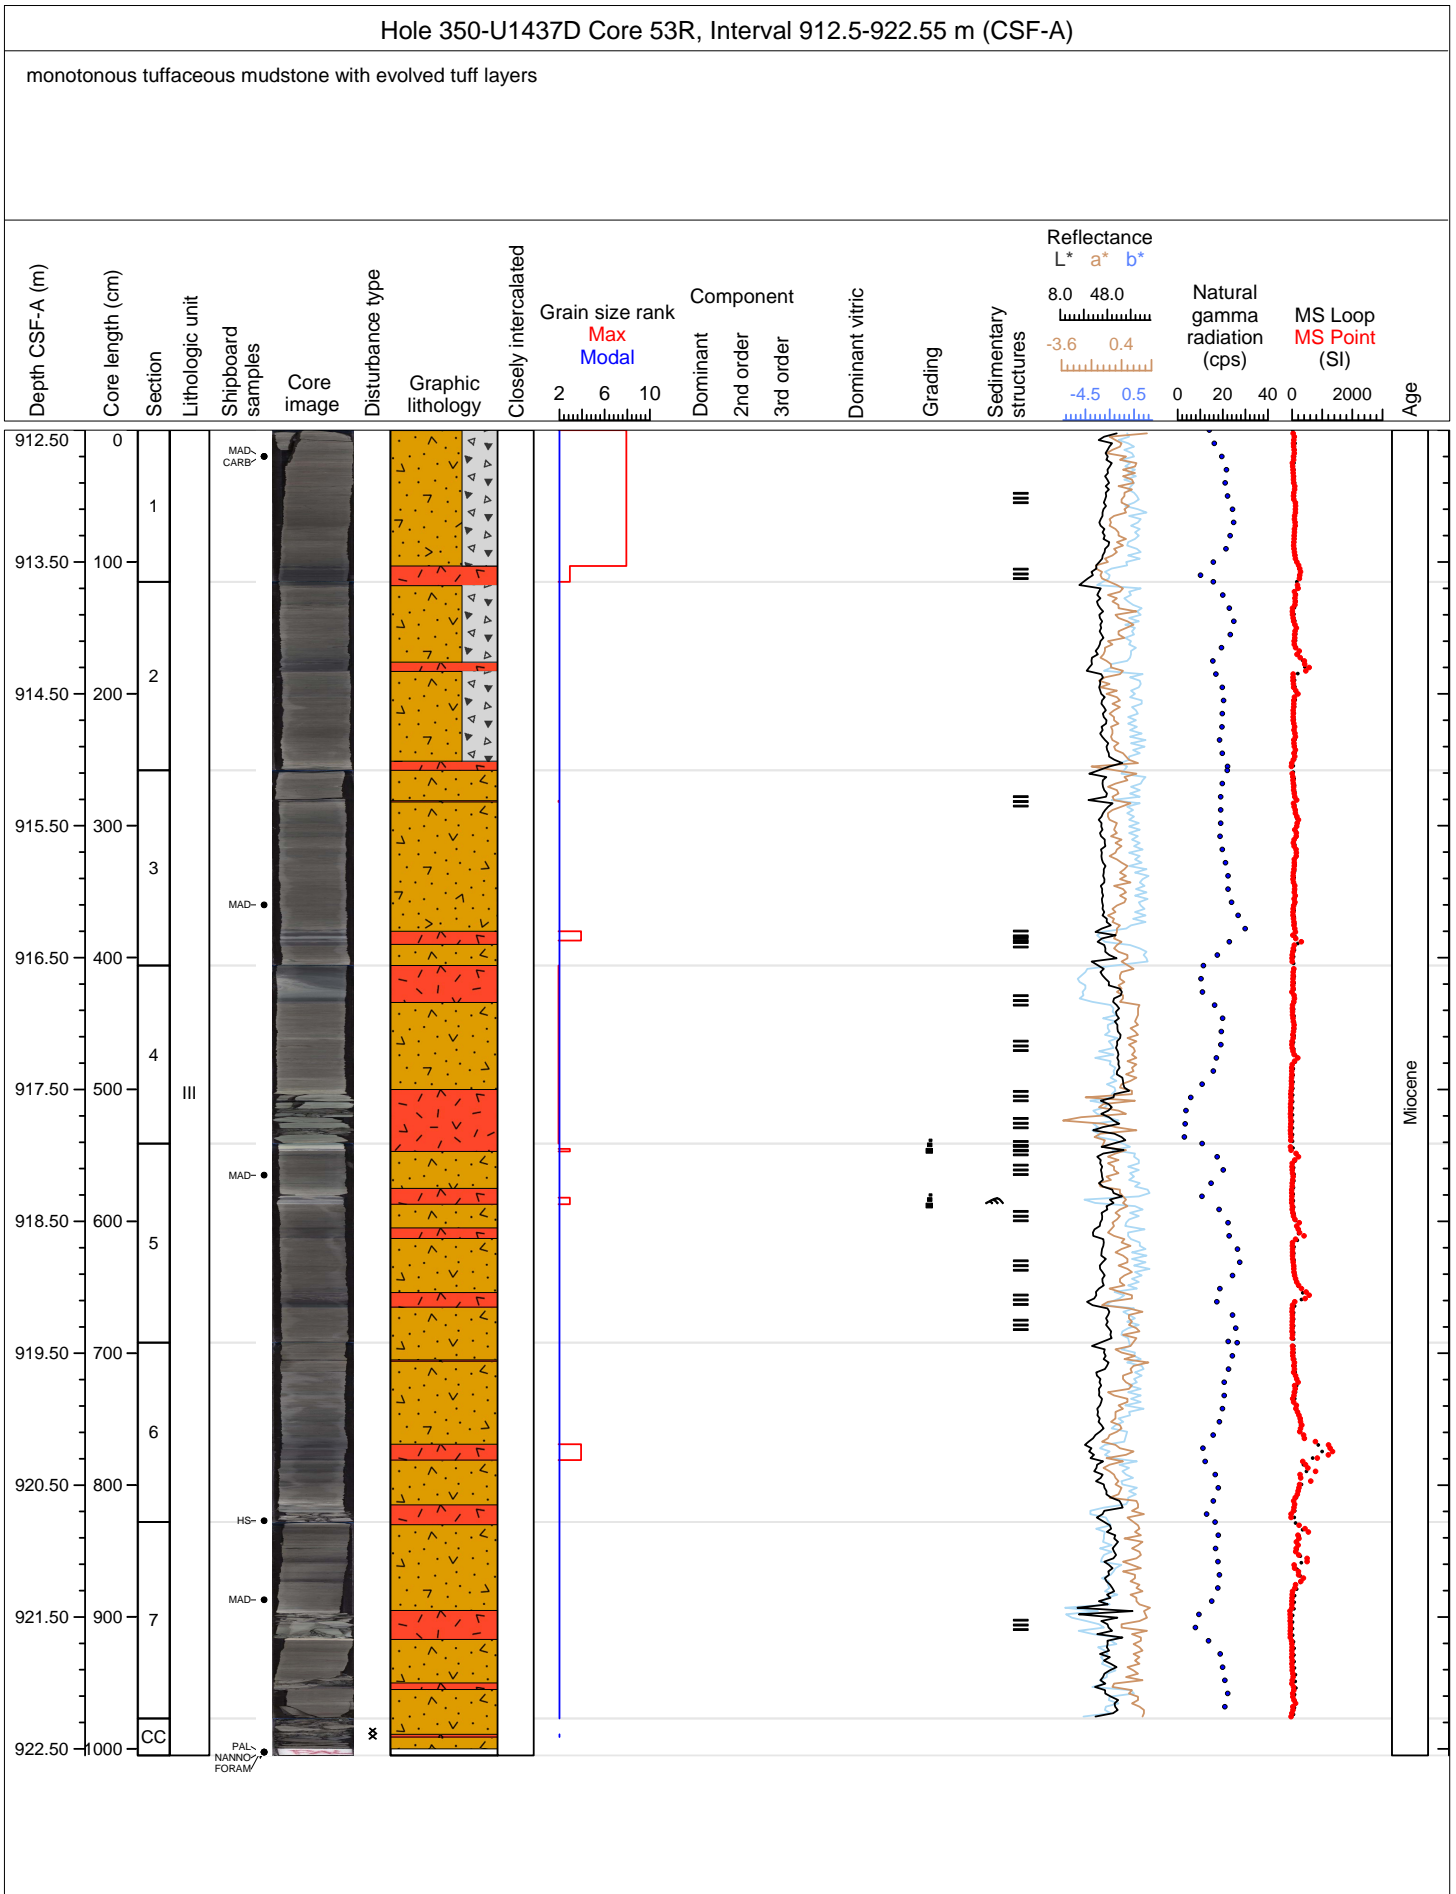 Hole 350-U1437D Core 53R, Interval 912.5-922.55 m (CSF-A)
monotonous tuffaceous mudstone with evolved tuff layers
Depth CSF-A (m)
Core length (cm)
Section
Lithologic unit
Shipboard
samples
Core
image
Disturbance type
Graphic
lithology
Closely intercalated
Grain size rank
Max
Modal
2 6 10
Component
Dominant
2nd order
3rd order
Dominant vitric
Grading
Sedimentary
structures
Reflectance
L* a* b*
8.0 48.0
-3.6 0.4
-4.5 0.5
Natural
gamma
radiation
(cps)
0 20 40
MS Loop
MS Point
(SI)
0 2000
Age
912.50
913.50
914.50
915.50
916.50
917.50
918.50
919.50
920.50
921.50
922.50
0
100
200
300
400
500
600
700
800
900
1000
1
2
3
4
5
6
7
CC
III
MAD
CARB
MAD
MAD
HS
MAD
PAL
NANNO
FORAM
Miocene